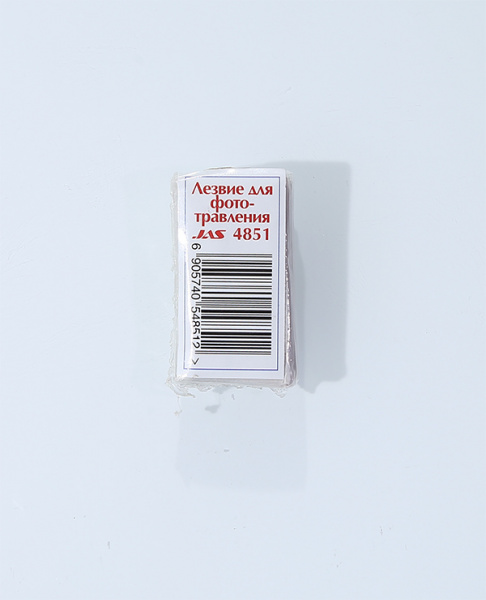 Лезвие для
фото-
травления
JAS 4851
6 905740 548512 >